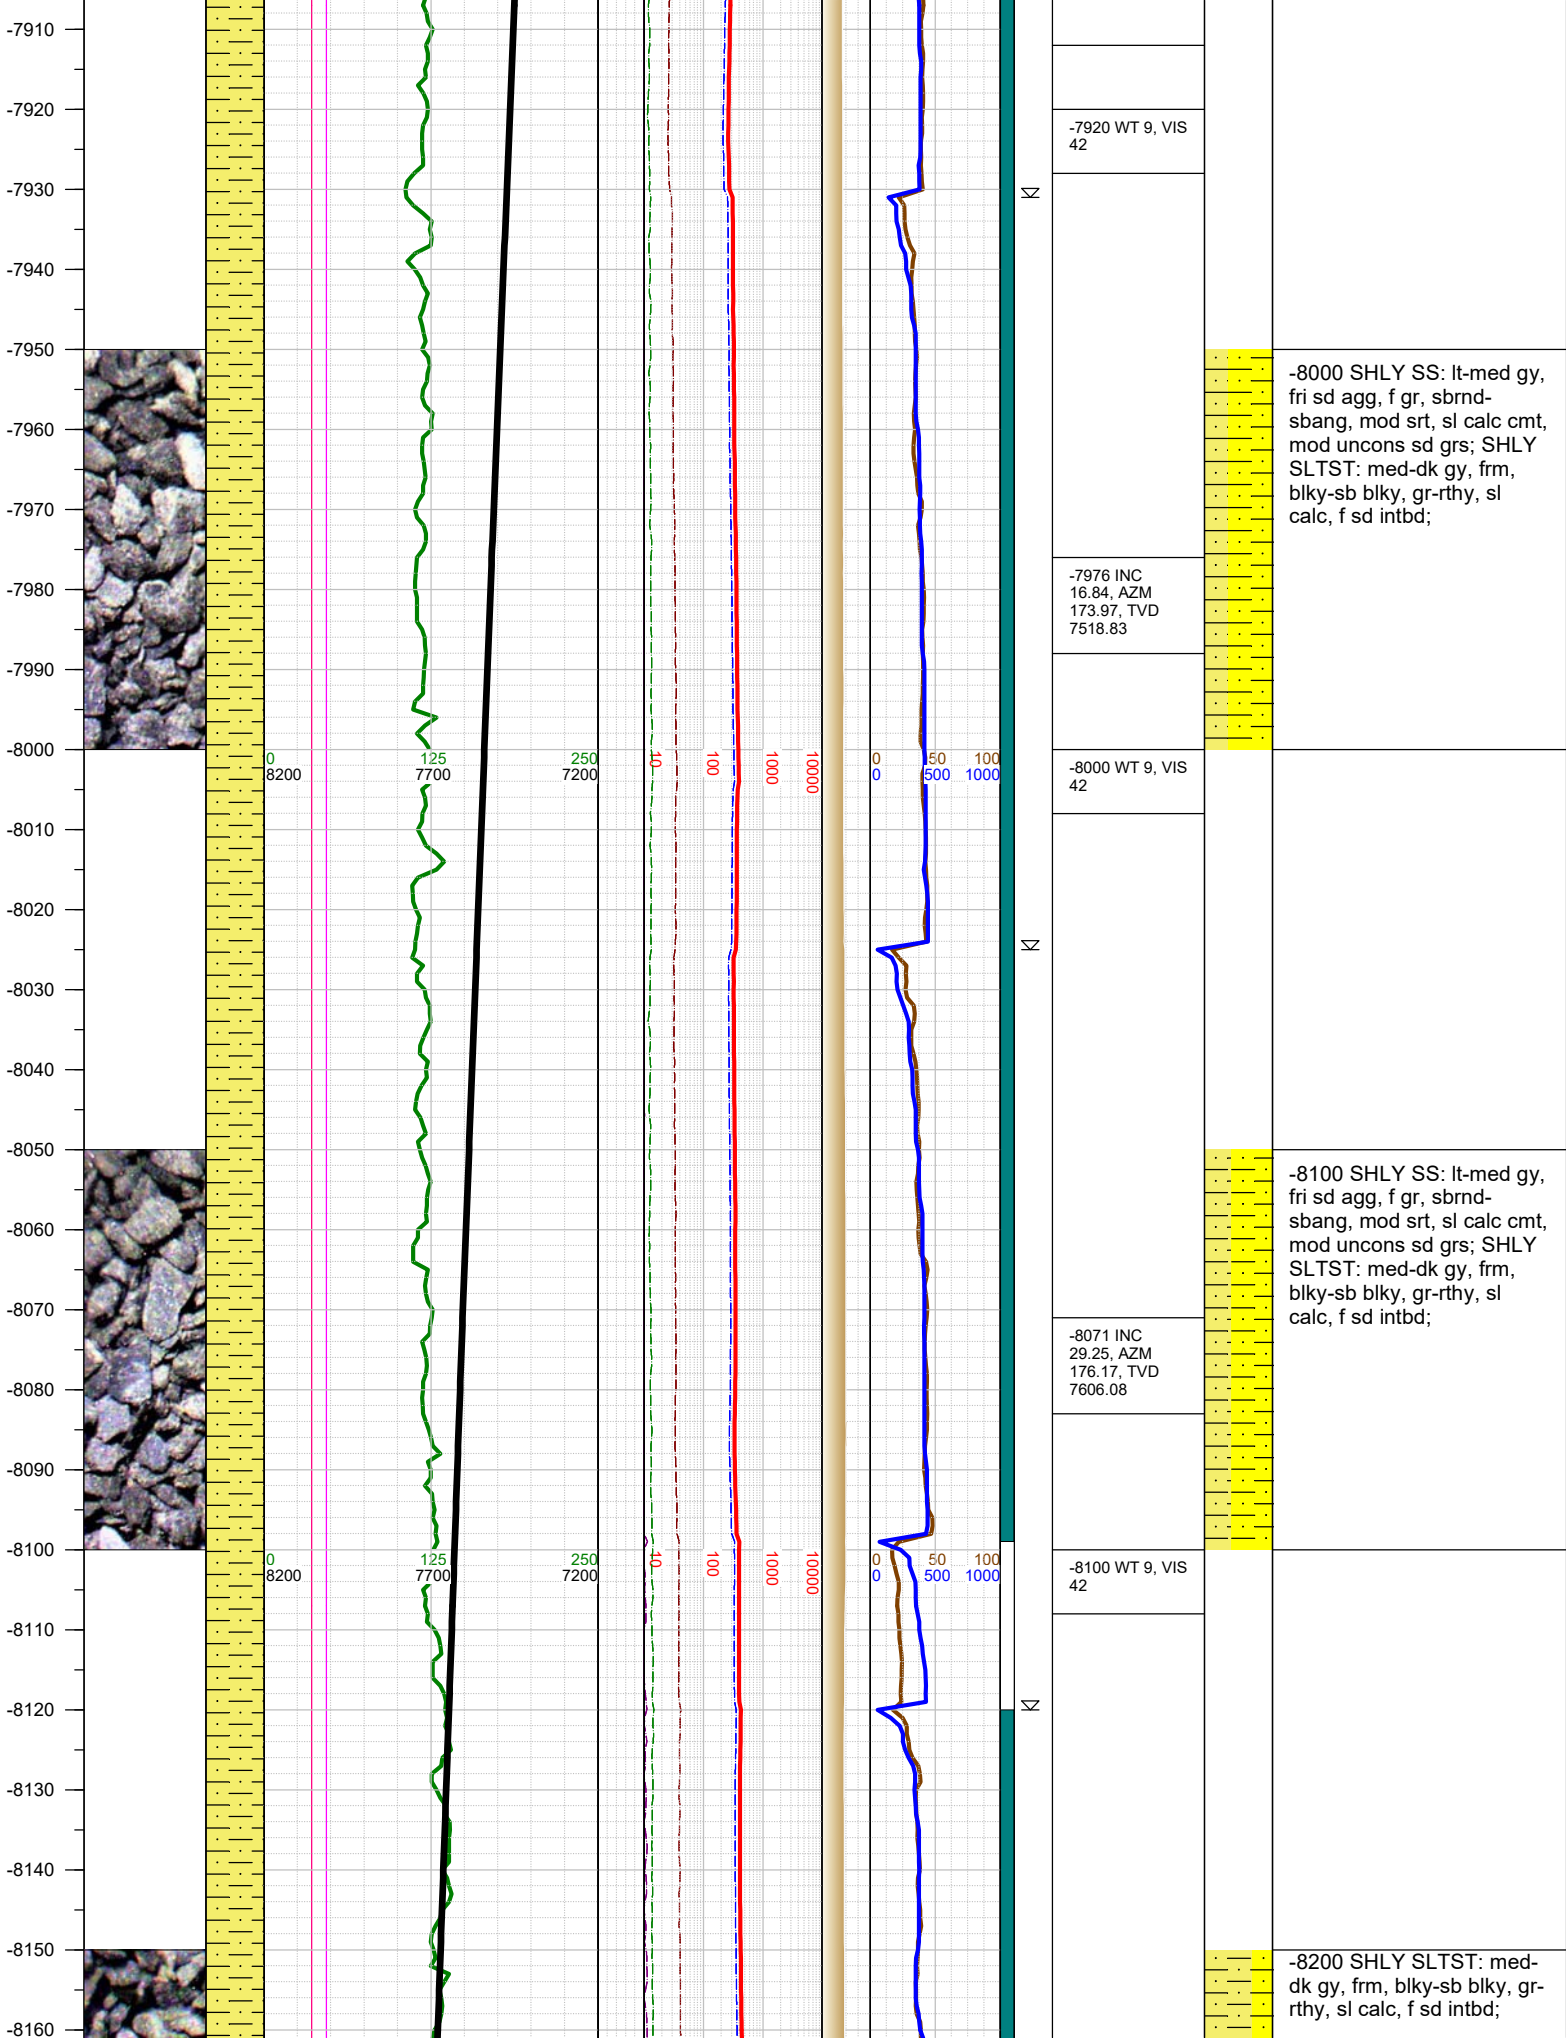 -7910
-7920
-7920 WT 9, VIS
42
-7930
-7940
-7950
-8000 SHLY SS: lt-med gy,
fri sd agg, f gr, sbrnd-
sbang, mod srt, sl calc cmt,
mod uncons sd grs; SHLY
SLTST: med-dk gy, frm,
blky-sb blky, gr-rthy, sl
calc, f sd intbd;
-7960
-7970
-7976 INC
16.84, AZM
173.97, TVD
7518.83
-7980
-7990
-8000
0 125 250 10 100 1000 10000 0 50 100
8200 7700 7200 0 500 1000
-8000 WT 9, VIS
42
-8010
-8020
-8030
-8040
-8050
-8100 SHLY SS: lt-med gy,
fri sd agg, f gr, sbrnd-
sbang, mod srt, sl calc cmt,
mod uncons sd grs; SHLY
SLTST: med-dk gy, frm,
blky-sb blky, gr-rthy, sl
calc, f sd intbd;
-8060
-8070
-8071 INC
29.25, AZM
176.17, TVD
7606.08
-8080
-8090
-8100
0 125 250 10 100 1000 10000 0 50 100
8200 7700 7200 0 500 1000
-8100 WT 9, VIS
42
-8110
-8120
-8130
-8140
-8150
-8200 SHLY SLTST: med-
dk gy, frm, blky-sb blky, gr-
rthy, sl calc, f sd intbd;
-8160